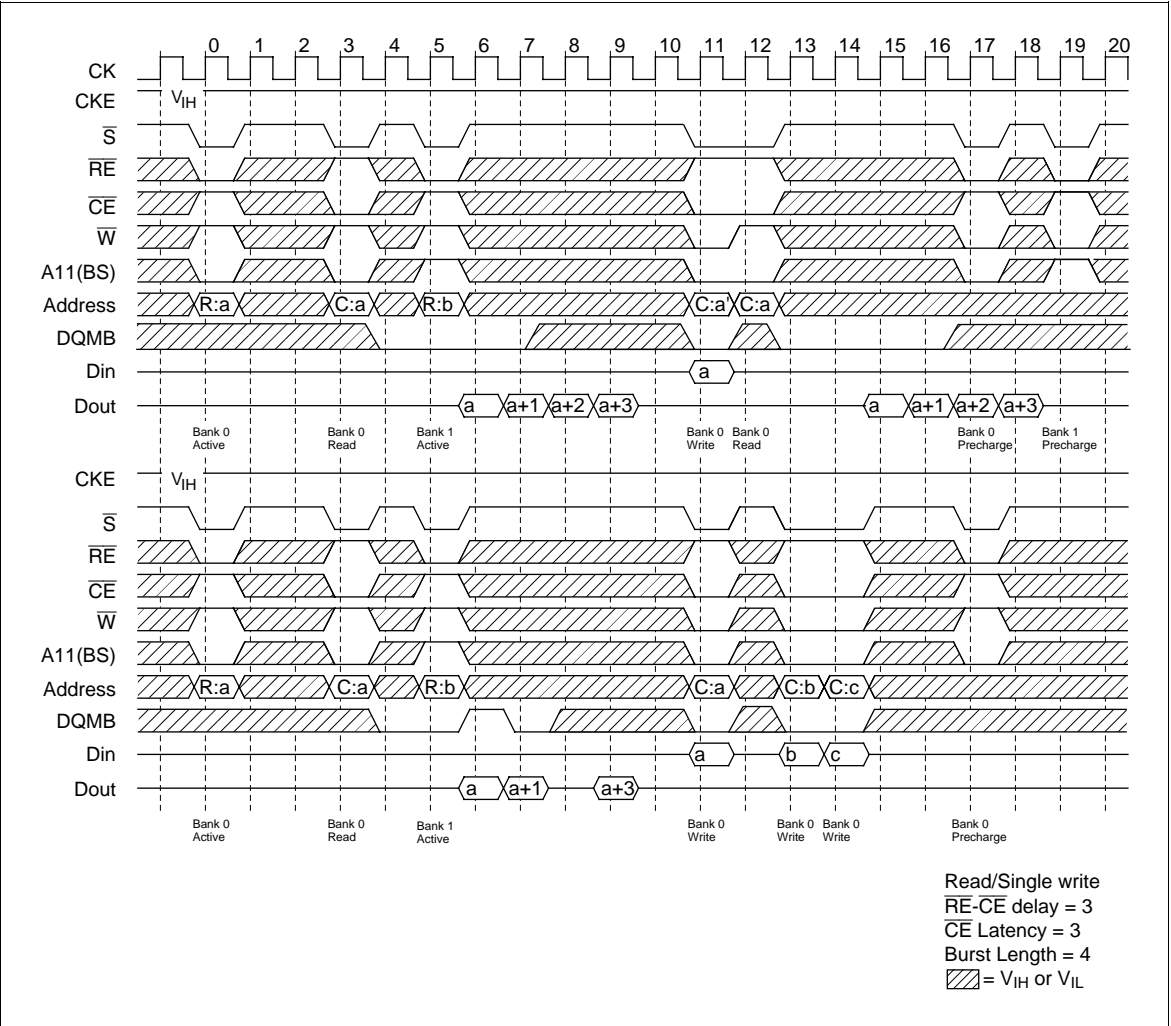 0 1 2 3 4 5 6 7 8 9 10 11 12 13 14 15 16 17 18 19 20
CK
CKE VIH
S
RE
CE
W
A11(BS)
Address R:a C:a R:b C:a' C:a
DQMB
Din a
Dout a a+1 a+2 a+3 a a+1 a+2 a+3
Bank 0 Bank 0 Bank 1 Bank 0 Bank 0 Bank 0 Bank 1
Active Read Active Write Read Precharge Precharge
CKE VIH
S
RE
CE
W
A11(BS)
Address R:a C:a R:b C:a C:b C:c
DQMB
Din a b c
Dout a a+1 a+3
Bank 0 Bank 0 Bank 1 Bank 0 Bank 0 Bank 0 Bank 0
Active Read Active Write Write Write Precharge
Read/Single write
RE-CE delay = 3
CE Latency = 3
Burst Length = 4
= VIH or VIL